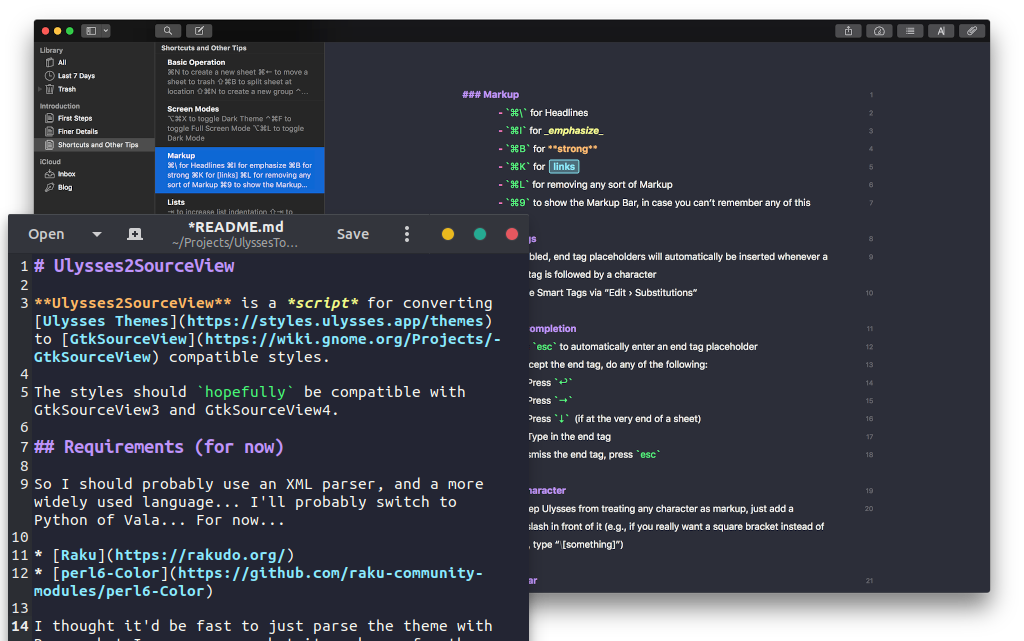 Library
All
Last 7 Days
Trash
Introduction
First Steps
Finer Details
Shortcuts and Other Tips
iCloud
Inbox
Blog
Shortcuts and Other Tips
Basic Operation
⌘N to create a new sheet ⌘← to move a
sheet to trash ⇧⌘B to split sheet at
location ⇧⌘N to create a new group ⌃...
Screen Modes
⌥⌘X to toggle Dark Theme ⌃⌘F to
toggle Full Screen Mode ⌥⌘L to toggle
Dark Mode
Markup
⌘\ for Headlines ⌘I for emphasize ⌘B for
strong ⌘K for [links] ⌘L for removing any
sort of Markup ⌘9 to show the Markup...
Lists
⇥ to increase list indentation ⇧⇥ to
### Markup 1
- `⌘\` for Headlines 2
- `⌘I` for _emphasize_ 3
- `⌘B` for **strong** 4
- `⌘K` for links 5
- `⌘L` for removing any sort of Markup 6
- `⌘9` to show the Markup Bar, in case you can't remember any of this 7
gs 8
bled, end tag placeholders will automatically be inserted whenever a 9
tag is followed by a character
e Smart Tags via “Edit › Substitutions” 10
ompletion 11
`esc` to automatically enter an end tag placeholder 12
cept the end tag, do any of the following: 13
Press `↩` 14
Press `→` 15
Press `↓` (if at the very end of a sheet) 16
Type in the end tag 17
smiss the end tag, press `esc` 18
haracter 19
ep Ulysses from treating any character as markup, just add a 20
slash in front of it (e.g., if you really want a square bracket instead of
, type “\[something]”)
ar 21
Open
*README.md
~/Projects/UlyssesTo...
Save
1 # Ulysses2SourceView
2
3 **Ulysses2SourceView** is a *script* for converting
[Ulysses Themes](https://styles.ulysses.app/themes)
to [GtkSourceView](https://wiki.gnome.org/Projects/-
GtkSourceView) compatible styles.
4
5 The styles should `hopefully` be compatible with
GtkSourceView3 and GtkSourceView4.
6
7 ## Requirements (for now)
8
9 So I should probably use an XML parser, and a more
widely used language... I'll probably switch to
Python of Vala... For now...
10
11 * [Raku](https://rakudo.org/)
12 * [perl6-Color](https://github.com/raku-community-
modules/perl6-Color)
13
14 I thought it'd be fast to just parse the theme with